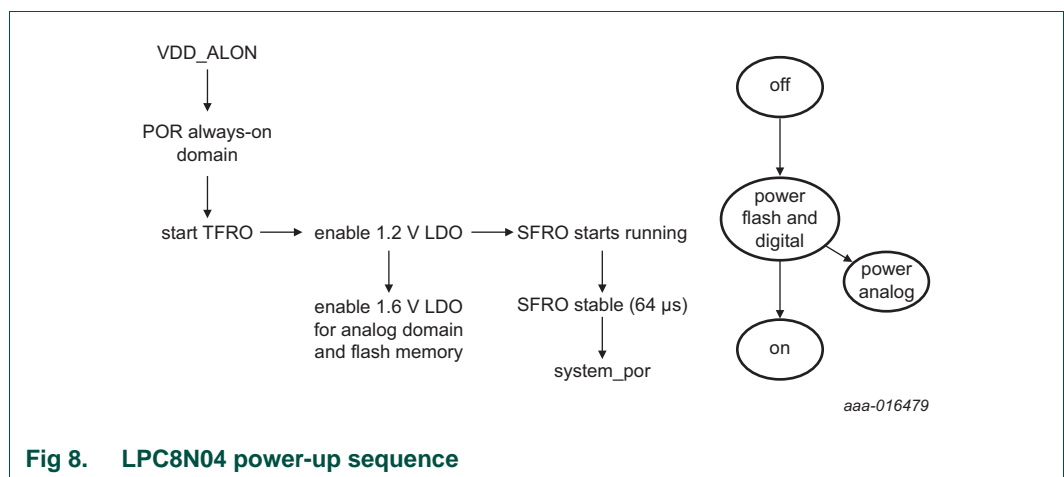 VDD_ALON
POR always-on
domain
start TFRO
enable 1.2 V LDO
SFRO starts running
enable 1.6 V LDO
for analog domain
and flash memory
SFRO stable (64 μs)
system_por
off
power
flash and
digital
power
analog
on
aaa-016479
Fig 8. LPC8N04 power-up sequence